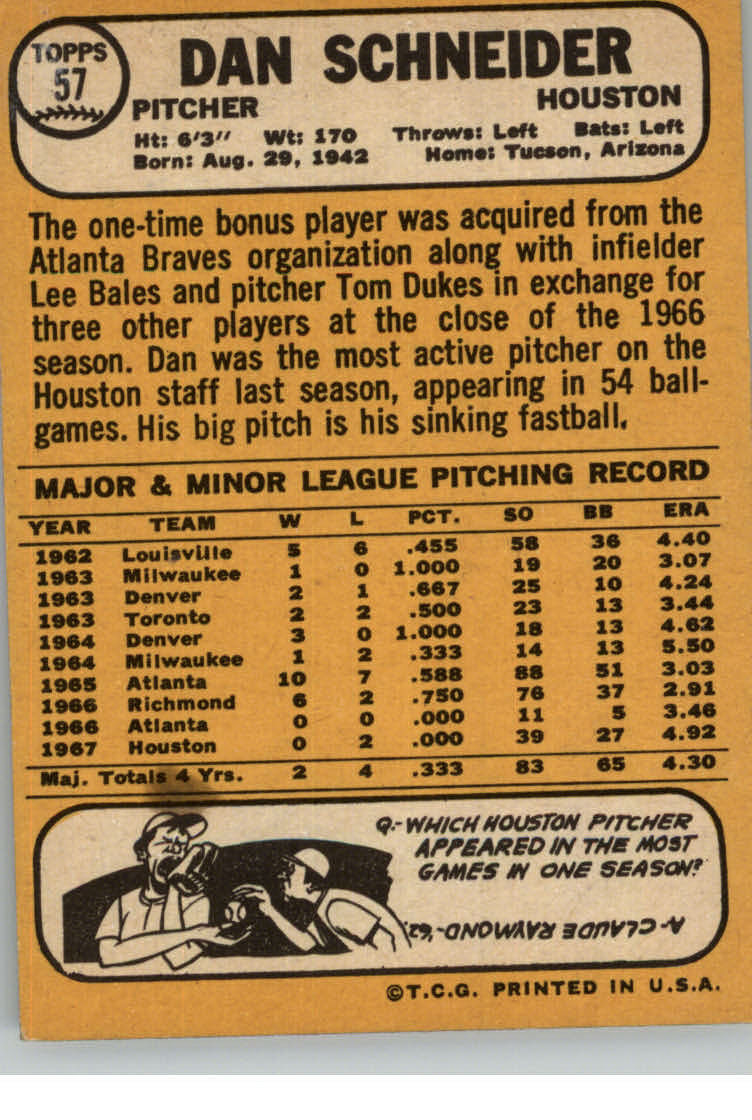 TOPPS
57
DAN SCHNEIDER
PITCHER HOUSTON
Ht: 6'3" Wt: 170 Throws: Left Bats: Left
Born: Aug. 29, 1942 Home: Tucson, Arizona
The one-time bonus player was acquired from the
Atlanta Braves organization along with infielder
Lee Bales and pitcher Tom Dukes in exchange for
three other players at the close of the 1966
season. Dan was the most active pitcher on the
Houston staff last season, appearing in 54 ball-
games. His big pitch is his sinking fastball.
MAJOR & MINOR LEAGUE PITCHING RECORD
YEAR TEAM W L PCT. SO BB ERA
1962 Louisville 5 6 .455 58 36 4.40
1963 Milwaukee 1 0 1.000 19 20 3.07
1963 Denver 2 1 .667 25 10 4.24
1963 Toronto 2 2 .500 23 13 3.44
1964 Denver 3 0 1.000 18 13 4.62
1964 Milwaukee 1 2 .333 14 13 5.50
1965 Atlanta 10 7 .588 88 51 3.03
1966 Richmond 6 2 .750 76 37 2.91
1966 Atlanta 0 0 .000 11 5 3.46
1967 Houston 0 2 .000 39 27 4.92
Maj. Totals 4 Yrs. 2 4 .333 83 65 4.30
Q.-WHICH HOUSTON PITCHER
APPEARED IN THE MOST
GAMES IN ONE SEASON?
A-CLAUDE RAYMOND-'62.
©T.C.G. PRINTED IN U.S.A.